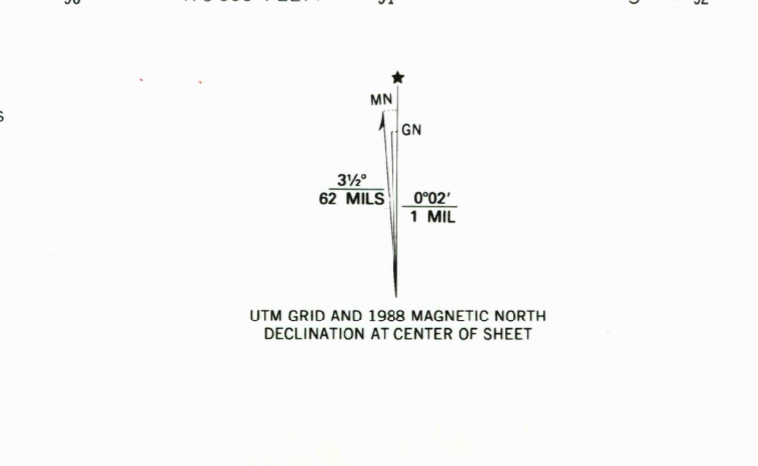 91
MN
GN
3½°
62 MILS
0°02'
1 MIL
UTM GRID AND 1988 MAGNETIC NORTH
DECLINATION AT CENTER OF SHEET